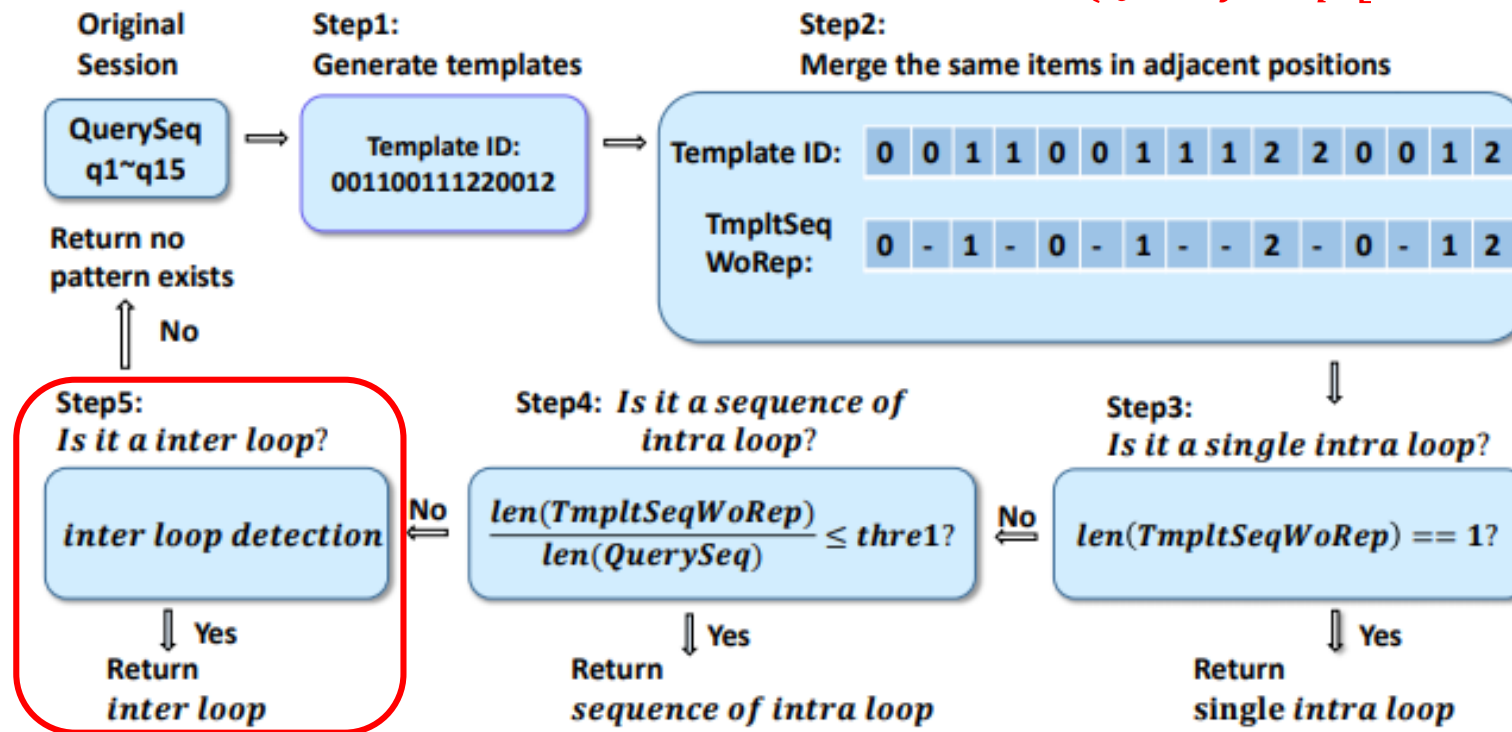 Original
Session
QuerySeq
q1~q15
Step1:
Generate templates
Template ID:
001100111220012
Step2:
Merge the same items in adjacent positions
Template ID: 0 0 1 1 0 0 1 1 1 2 2 0 0 1 2
TmpltSeq
WoRep: 0 - 1 - 0 - 1 - - 2 - 0 - 1 2
Return no
pattern exists
No
Step5:
Is it a inter loop?
inter loop detection
Yes
Return
inter loop
No
Step4: Is it a sequence of
intra loop?
len(TmpltSeqWoRep)
len(QuerySeq)
≤ thre1?
Yes
Return
sequence of intra loop
No
Step3:
Is it a single intra loop?
len(TmpltSeqWoRep) == 1?
Yes
Return
single intra loop